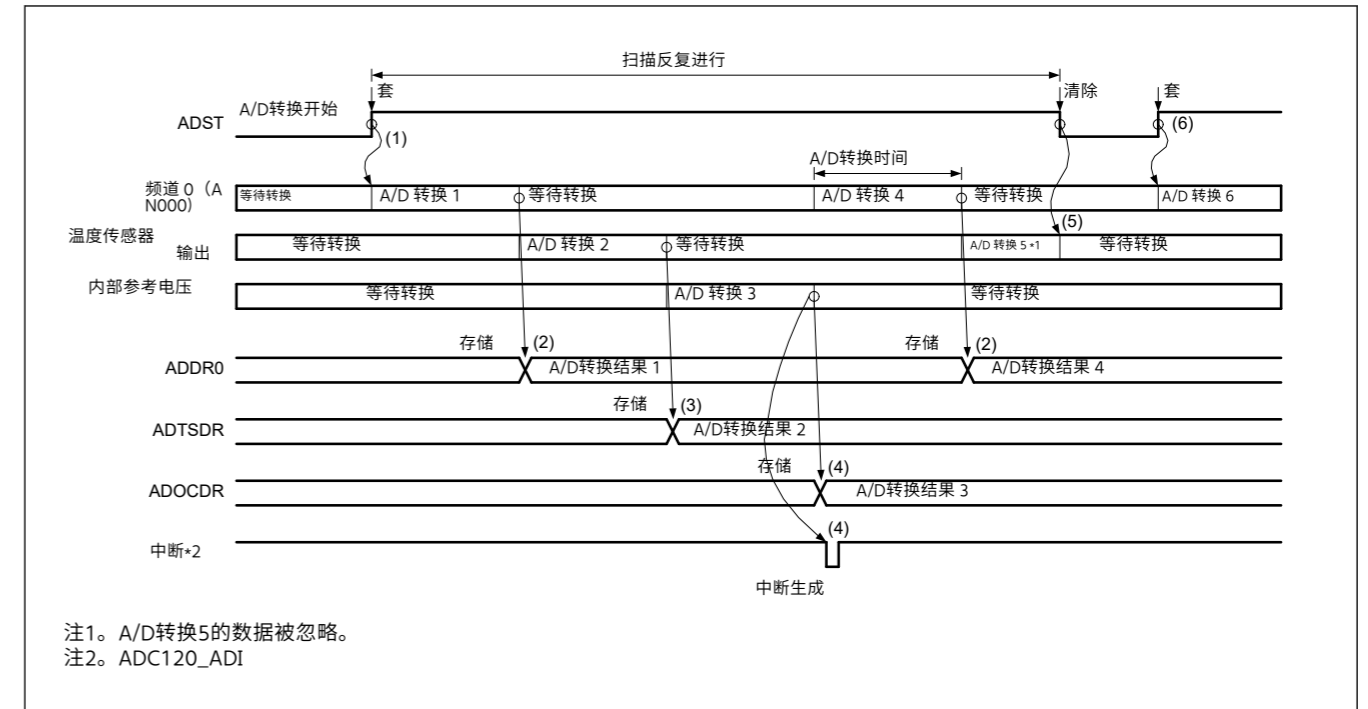 扫描反复进行
套
清除
套
ADST
A/D转换开始
(1)
(6)
A/D转换时间
频道 0（A
N000）
等待转换
A/D 转换 1
等待转换
A/D 转换 4
等待转换
A/D 转换 6
温度传感器
输出
等待转换
A/D 转换 2
等待转换
A/D 转换 5 *1
(5)
等待转换
内部参考电压
等待转换
A/D 转换 3
等待转换
存储
(2)
存储
(2)
ADDR0
A/D转换结果 1
A/D转换结果 4
存储
(3)
ADTSDR
A/D转换结果 2
存储
(4)
ADOCDR
A/D转换结果 3
(4)
中断*2
中断生成
注1。A/D转换5的数据被忽略。
注2。ADC120_ADI